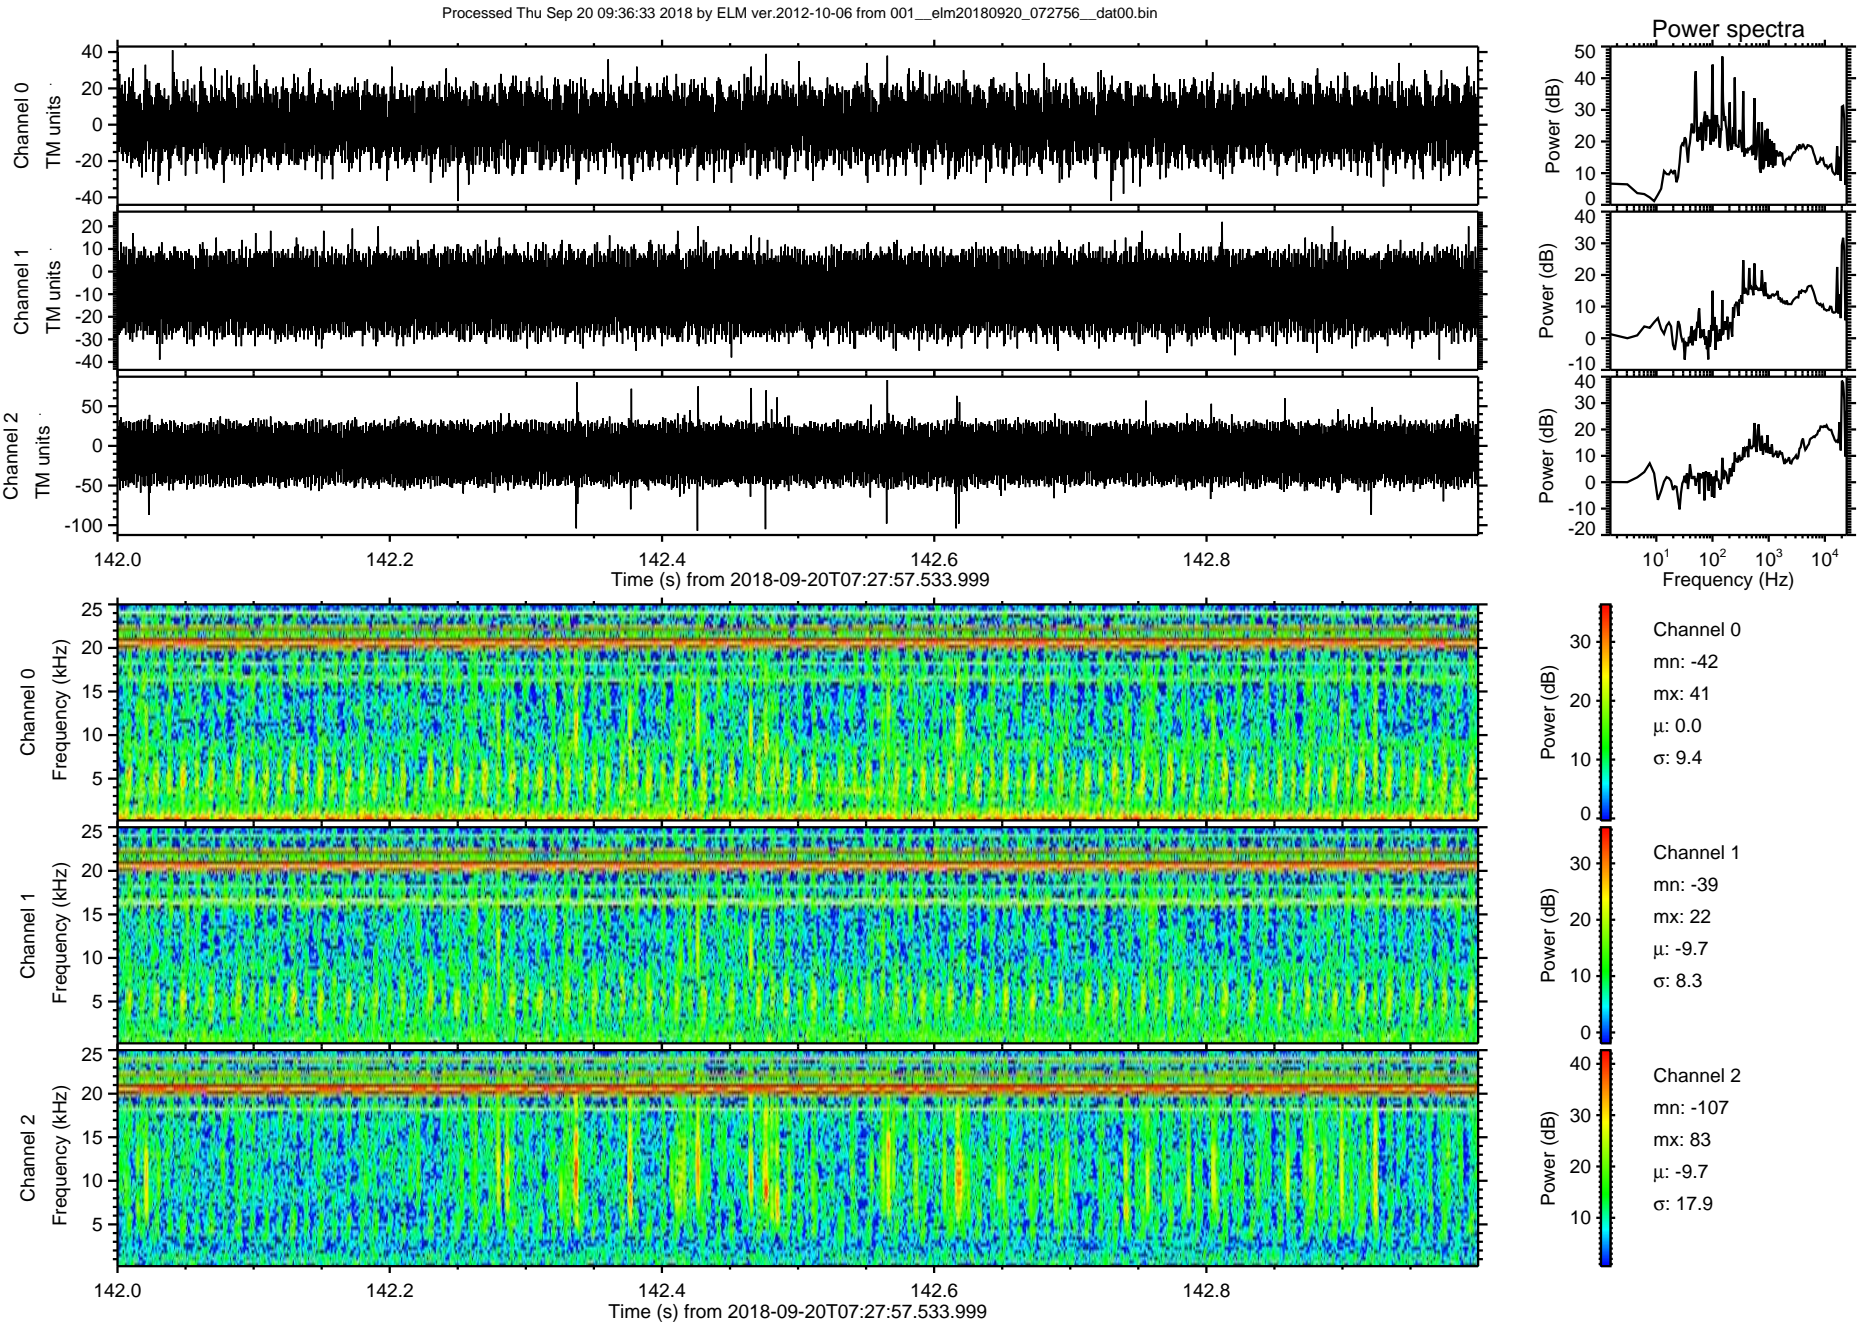 Processed Thu Sep 20 09:36:33 2018 by ELM ver.2012-10-06 from 001__elm20180920_072756__dat00.bin
Power spectra
Channel 0
TM units
40
20
0
-20
-40
Power (dB)
50
40
30
20
10
0
Channel 1
TM units
20
10
0
-10
-20
-30
-40
Power (dB)
40
30
20
10
0
-10
Channel 2
TM units
50
0
-50
-100
Power (dB)
40
30
20
10
0
-10
-20
142.0 142.2 142.4 142.6 142.8
Time (s) from 2018-09-20T07:27:57.533.999
10¹ 10² 10³ 10⁴
Frequency (Hz)
Channel 0
Frequency (kHz)
25
20
15
10
5
Power (dB)
30
20
10
0
Channel 0
mn: -42
mx: 41
μ: 0.0
σ: 9.4
Channel 1
Frequency (kHz)
25
20
15
10
5
Power (dB)
30
20
10
0
Channel 1
mn: -39
mx: 22
μ: -9.7
σ: 8.3
Channel 2
Frequency (kHz)
25
20
15
10
5
Power (dB)
40
30
20
10
Channel 2
mn: -107
mx: 83
μ: -9.7
σ: 17.9
142.0 142.2 142.4 142.6 142.8
Time (s) from 2018-09-20T07:27:57.533.999